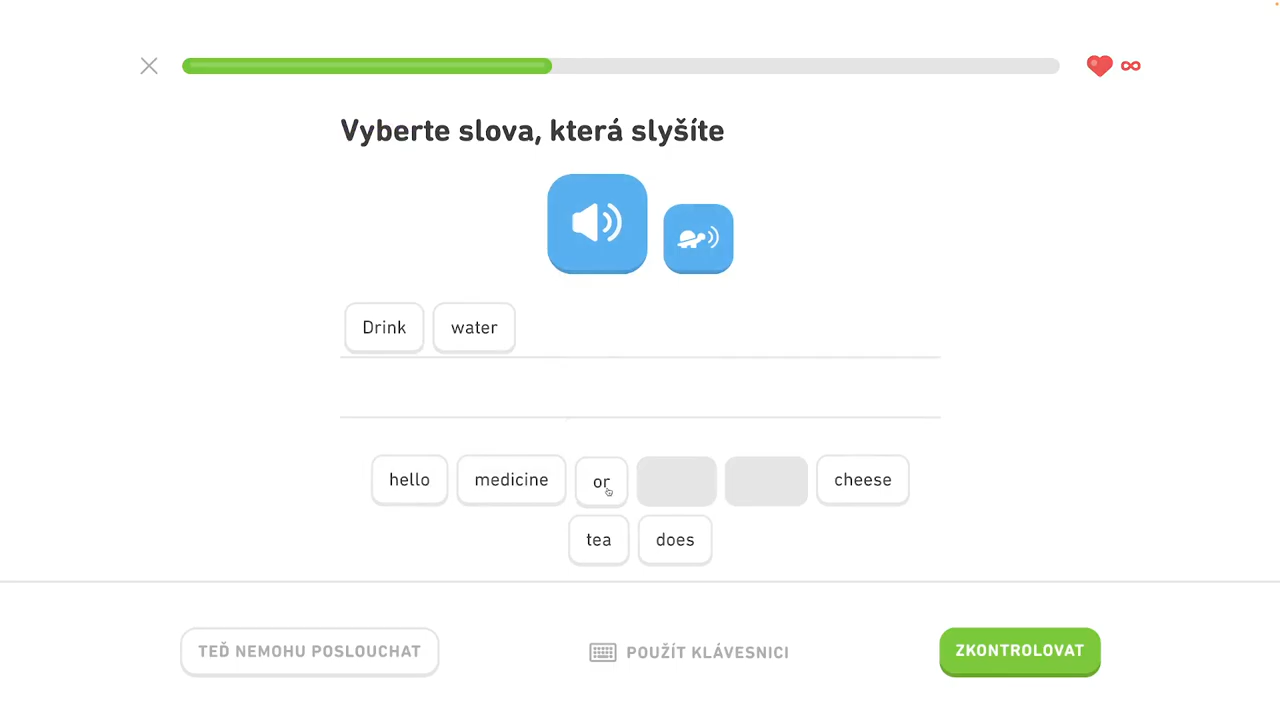 Vyberte slova, která slyšíte
Drink water
hello medicine or cheese
tea does
TEĎ NEMOHU POSLOUCHAT POUŽÍT KLÁVESNICI ZKONTROLOVAT